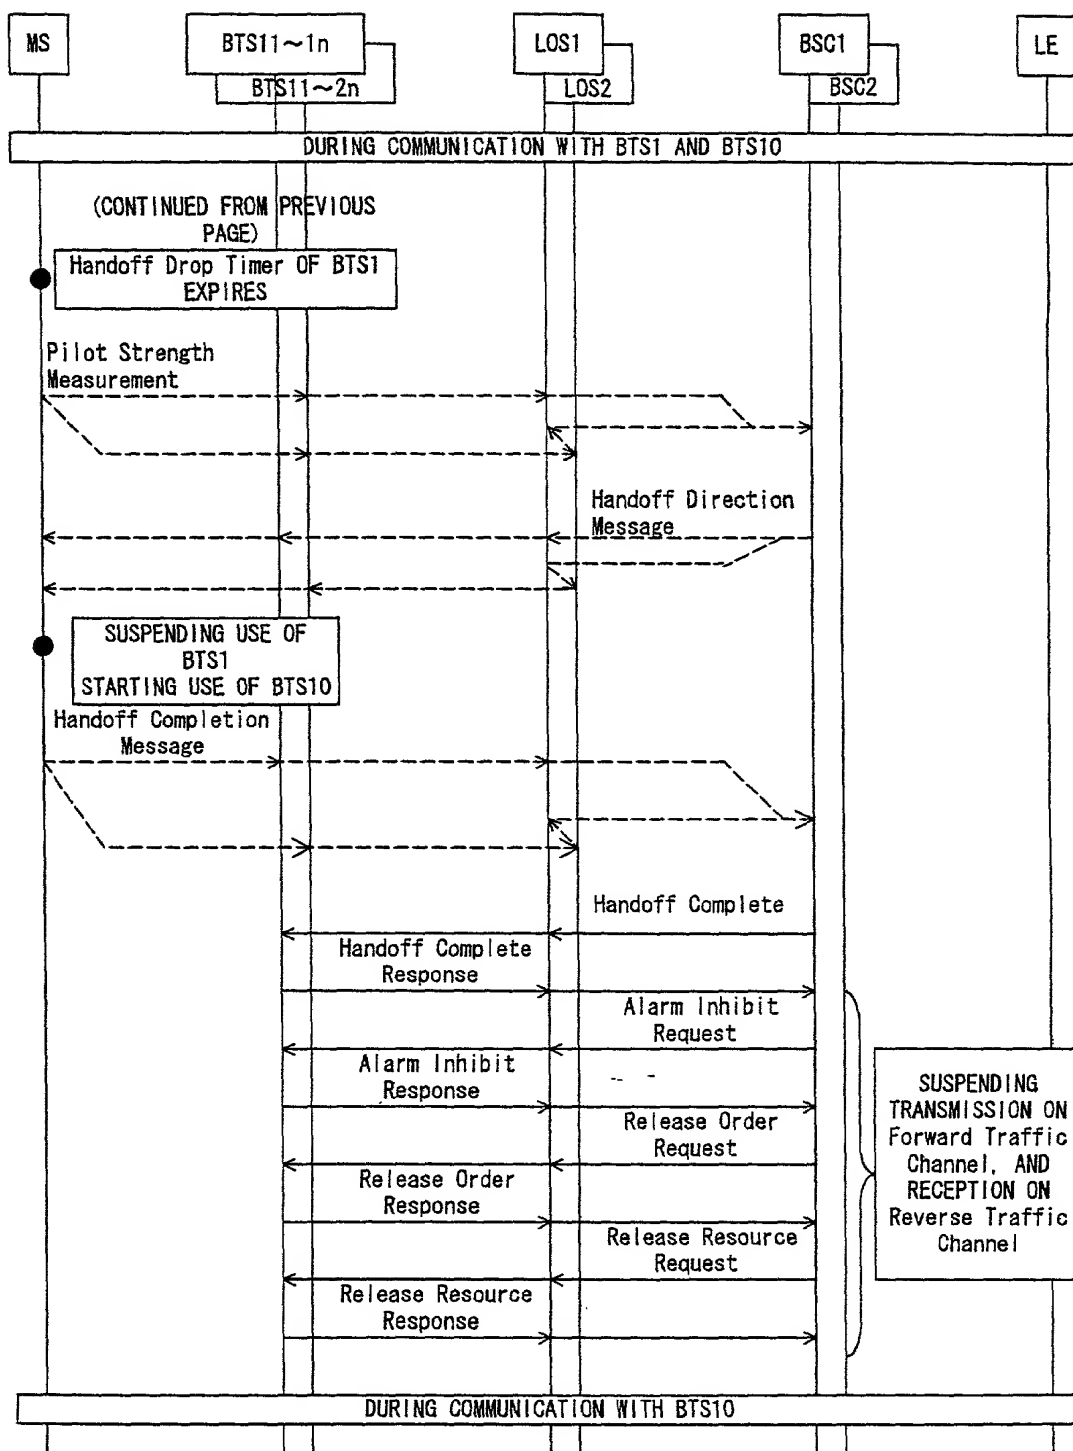 MS
BTS11~1n
LOS1
BSC1
LE
BTS11~2n
LOS2
BSC2
DURING COMMUNICATION WITH BTS1 AND BTS10
(CONTINUED FROM PREVIOUS
PAGE)
Handoff Drop Timer OF BTS1
EXPIRES
Pilot Strength
Measurement
Handoff Direction
Message
SUSPENDING USE OF
BTS1
STARTING USE OF BTS10
Handoff Completion
Message
Handoff Complete
Handoff Complete
Response
Alarm Inhibit
Request
Alarm Inhibit
Response
Release Order
Request
Release Order
Response
Release Resource
Request
Release Resource
Response
SUSPENDING
TRANSMISSION ON
Forward Traffic
Channel, AND
RECEPTION ON
Reverse Traffic
Channel
DURING COMMUNICATION WITH BTS10